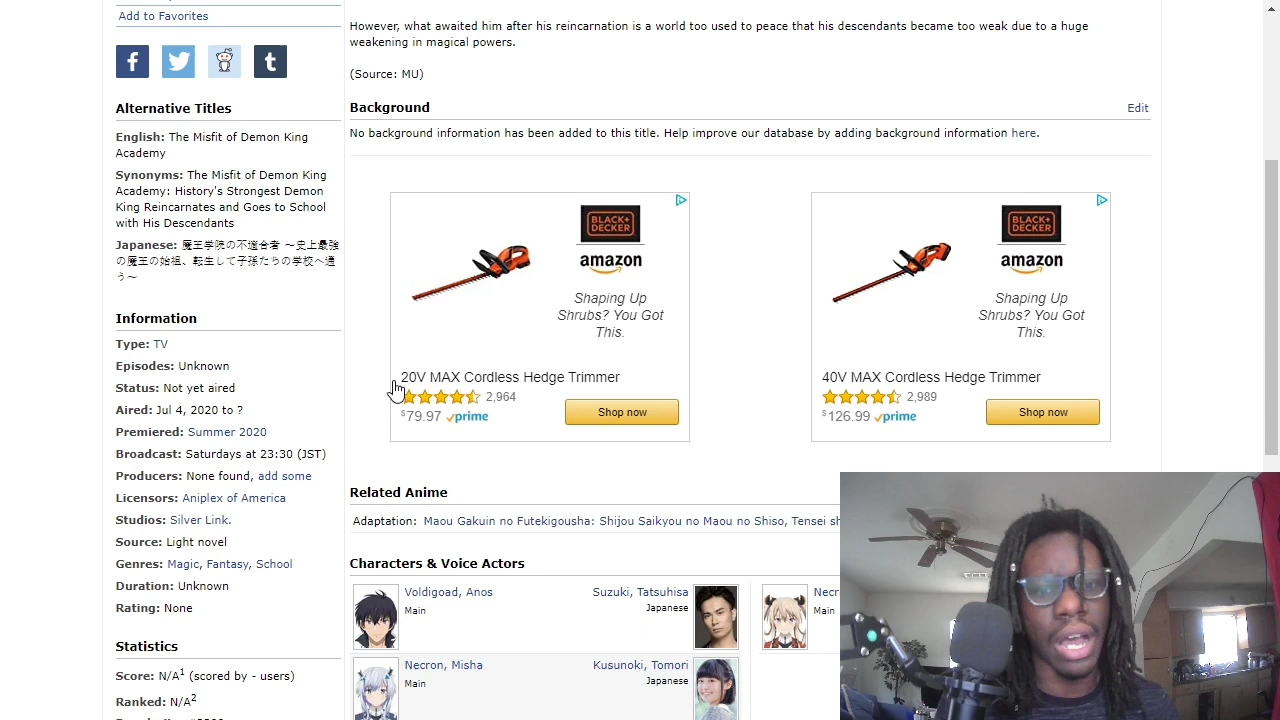 Add to Favorites
f
t
Alternative Titles
English: The Misfit of Demon King
Academy
Synonyms: The Misfit of Demon King
Academy: History's Strongest Demon
King Reincarnates and Goes to School
with His Descendants
Japanese: 魔王学院の不適合者 ～史上最強
の魔王の始祖、転生して子孫たちの学校へ通
う～
Information
Type: TV
Episodes: Unknown
Status: Not yet aired
Aired: Jul 4, 2020 to ?
Premiered: Summer 2020
Broadcast: Saturdays at 23:30 (JST)
Producers: None found, add some
Licensors: Aniplex of America
Studios: Silver Link.
Source: Light novel
Genres: Magic, Fantasy, School
Duration: Unknown
Rating: None
Statistics
Score: N/A1 (scored by - users)
Ranked: N/A2
However, what awaited him after his reincarnation is a world too used to peace that his descendants became too weak due to a huge
weakening in magical powers.
(Source: MU)
Background
Edit
No background information has been added to this title. Help improve our database by adding background information here.
BLACK+
DECKER
amazon
Shaping Up
Shrubs? You Got
This.
20V MAX Cordless Hedge Trimmer
2,964
$79.97 prime
Shop now
BLACK+
DECKER
amazon
Shaping Up
Shrubs? You Got
This.
40V MAX Cordless Hedge Trimmer
2,989
$126.99 prime
Shop now
Related Anime
Adaptation: Maou Gakuin no Futekigousha: Shijou Saikyou no Maou no Shiso, Tensei sh
Characters & Voice Actors
Voldigoad, Anos
Main
Suzuki, Tatsuhisa
Japanese
Necr
Main
Necron, Misha
Main
Kusunoki, Tomori
Japanese